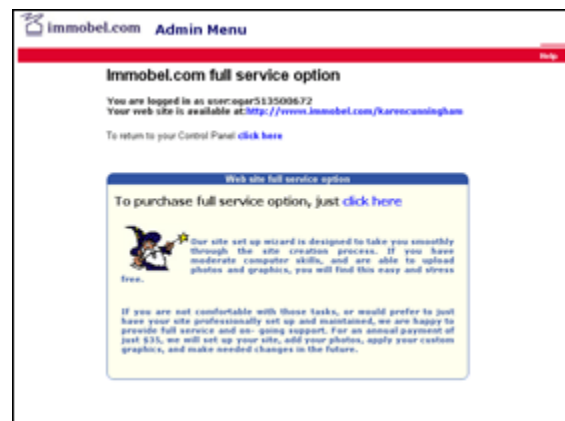 immobel.com Admin Menu
Help
Immobel.com full service option
You are logged in as user:ogar513500672
Your web site is available at:http://www.immobel.com/karencunningham
To return to your Control Panel click here
Web site full service option
To purchase full service option, just click here
Our site set up wizard is designed to take you smoothly
through the site creation process. If you have
moderate computer skills, and are able to upload
photos and graphics, you will find this easy and stress
free.
If you are not comfortable with those tasks, or would prefer to just
have your site professionally set up and maintained, we are happy to
provide full service and on- going support. For an annual payment of
just $35, we will set up your site, add your photos, apply your custom
graphics, and make needed changes in the future.